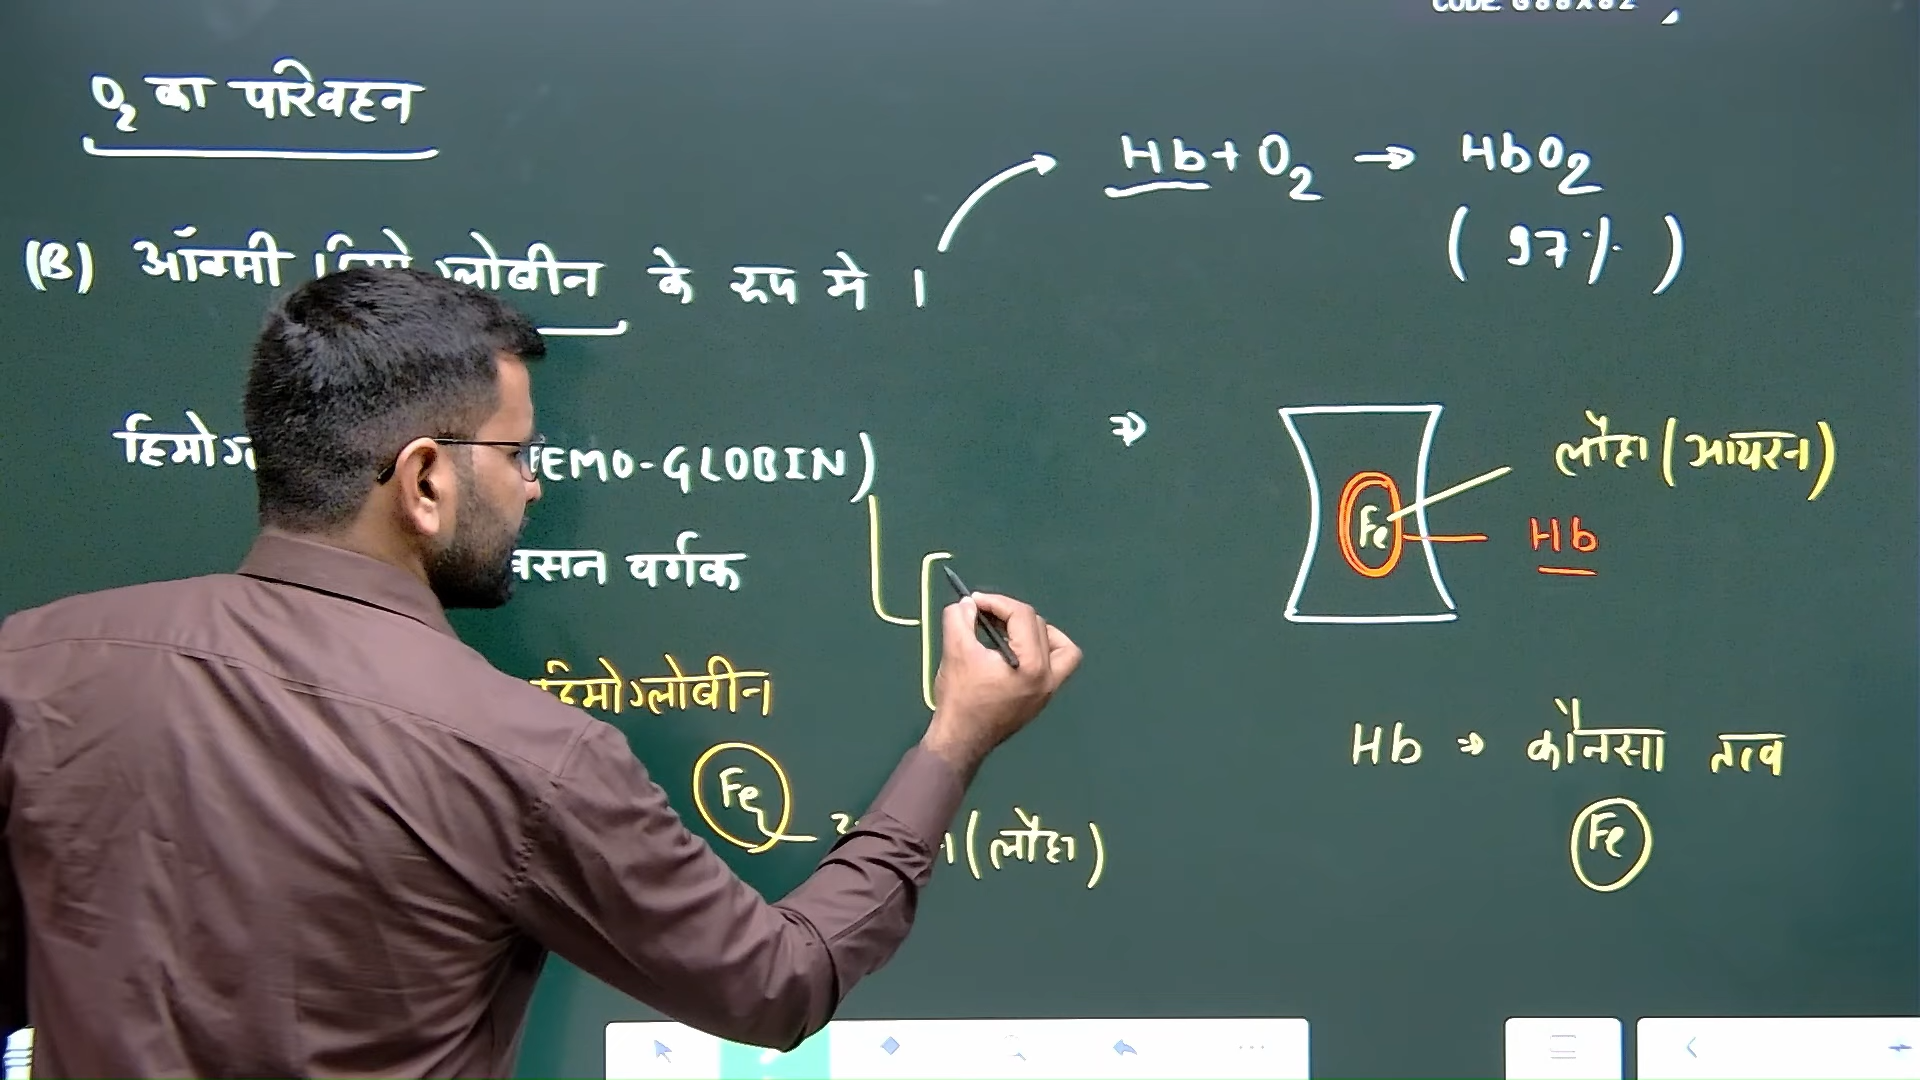 O₂ का परिवहन
Hb + O₂ → HbO₂
(97%)
(B) ऑक्सी हिमोग्लोबीन के रूप मे ।
EMO-GLOBIN)
वसन वर्णक
हिमोग्लोबीन
Fe
(लौहा)
⇒
Fe
लौहा (आयरन)
Hb
Hb → कौनसा तत्व
Fe